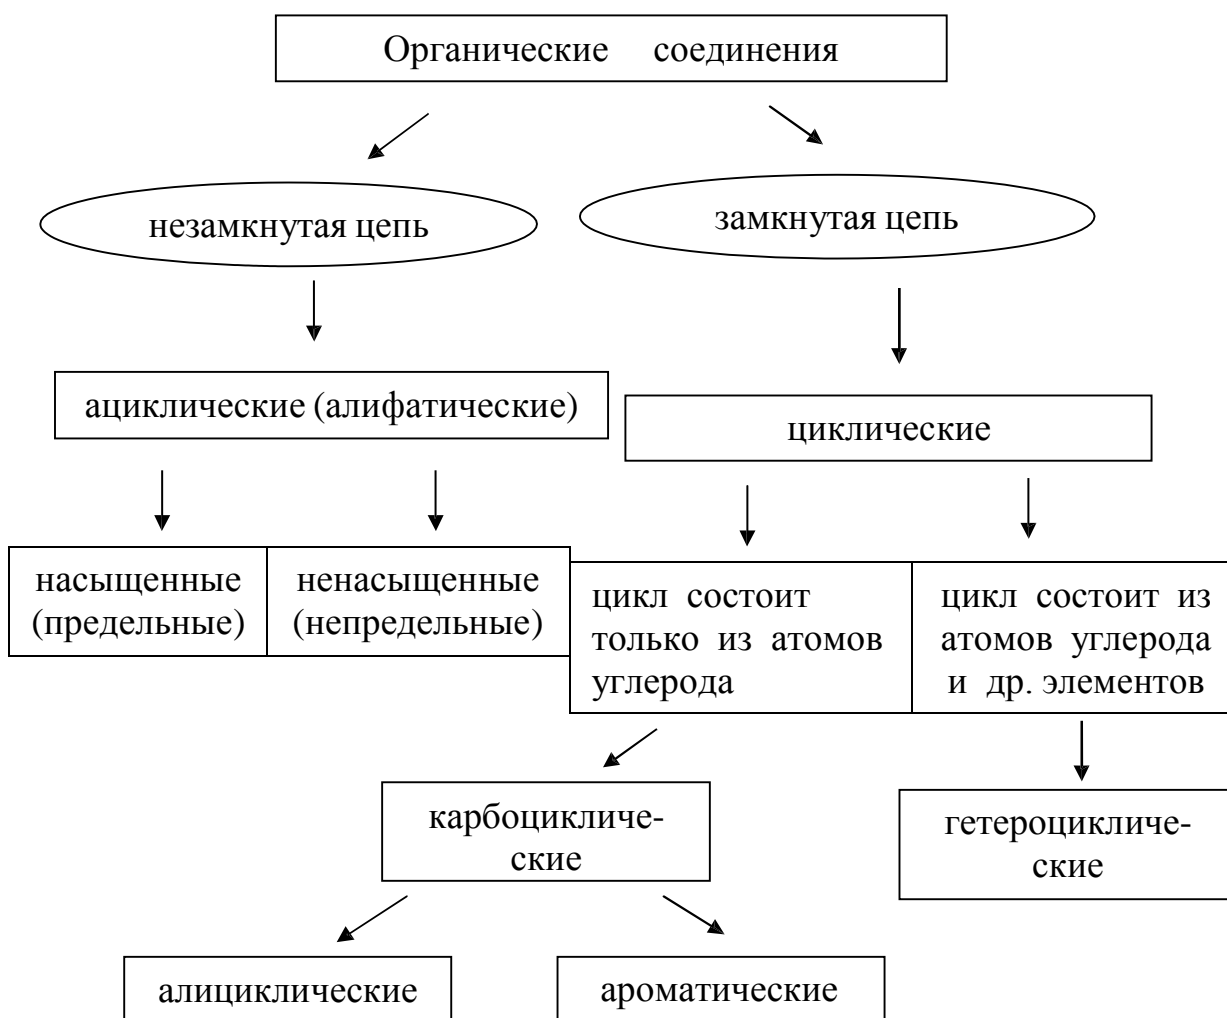 Органические соединения
незамкнутая цепь
замкнутая цепь
ациклические (алифатические)
циклические
насыщенные
(предельные)
ненасыщенные
(непредельные)
цикл состоит
только из атомов
углерода
цикл состоит из
атомов углерода
и др. элементов
карбоцикличе-
ские
гетероцикличе-
ские
алициклические
ароматические